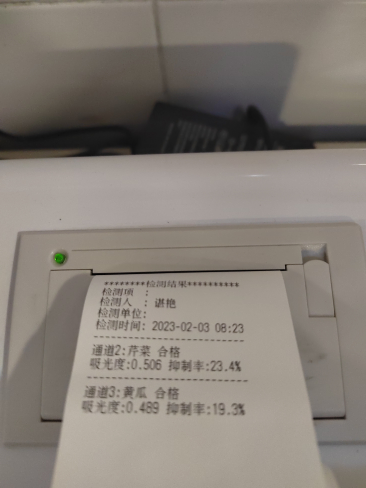 ********检测结果**********
检测项  :
检测人  : 谌艳
检测单位:
检测时间: 2023-02-03 08:23
--------------------------
通道2:芹菜 合格
吸光度:0.506 抑制率:23.4%
--------------------------
通道3:黄瓜 合格
吸光度:0.489 抑制率:19.3%